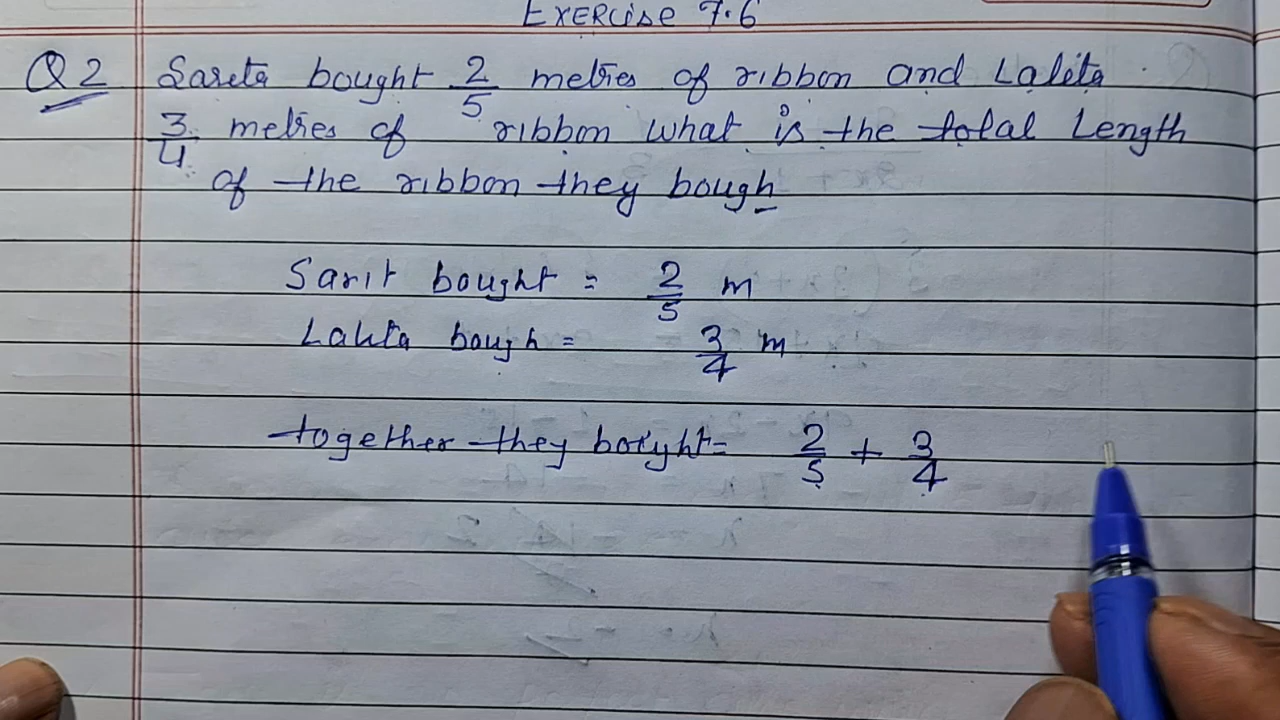 EXERCISE 7.6
Q2 Sareta bought 2/5 metres of ribbon and Lalita
3/4 metres of ribbon what is the total Length
of the ribbon they bough
Sarit bought = 2/5 m
Lalita bough = 3/4 m
together they bought = 2/5 + 3/4